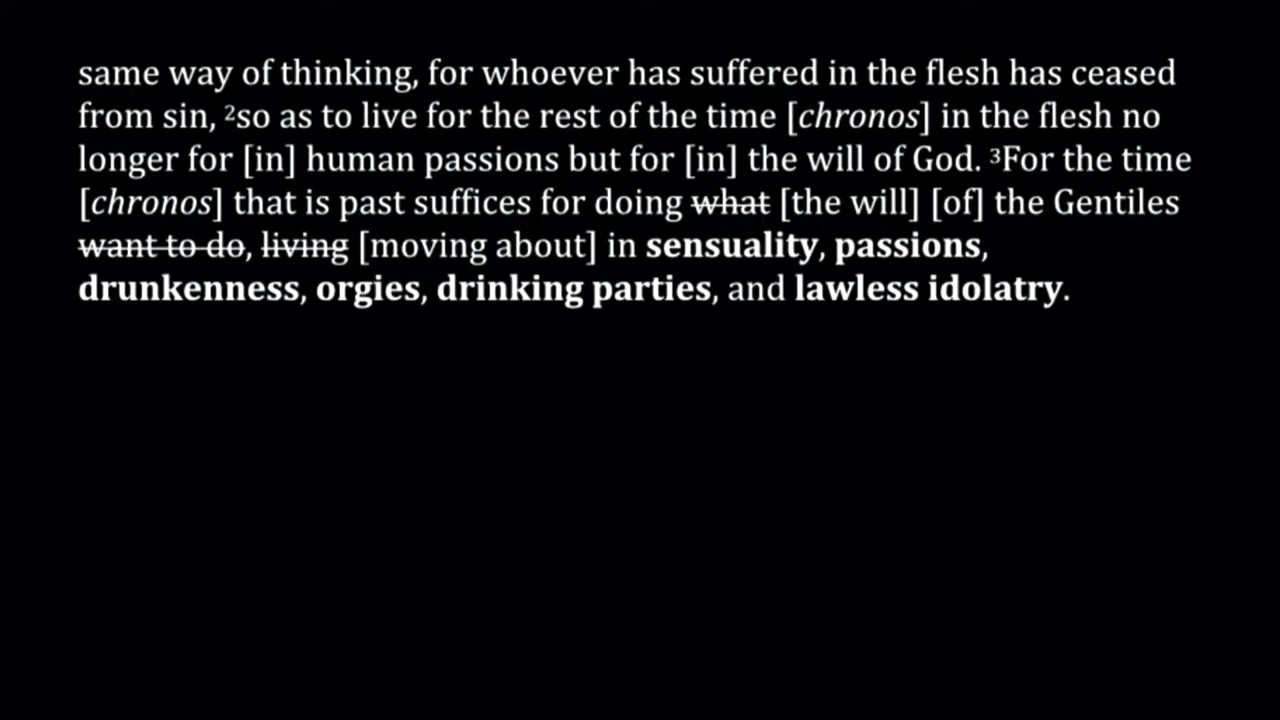 same way of thinking, for whoever has suffered in the flesh has ceased
from sin, ²so as to live for the rest of the time [chronos] in the flesh no
longer for [in] human passions but for [in] the will of God. ³For the time
[chronos] that is past suffices for doing what [the will] [of] the Gentiles
want to do, living [moving about] in sensuality, passions,
drunkenness, orgies, drinking parties, and lawless idolatry.